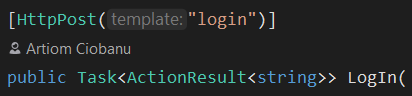 [HttpPost(template:"login")]
Artiom Ciobanu
public Task<ActionResult<string>> LogIn(